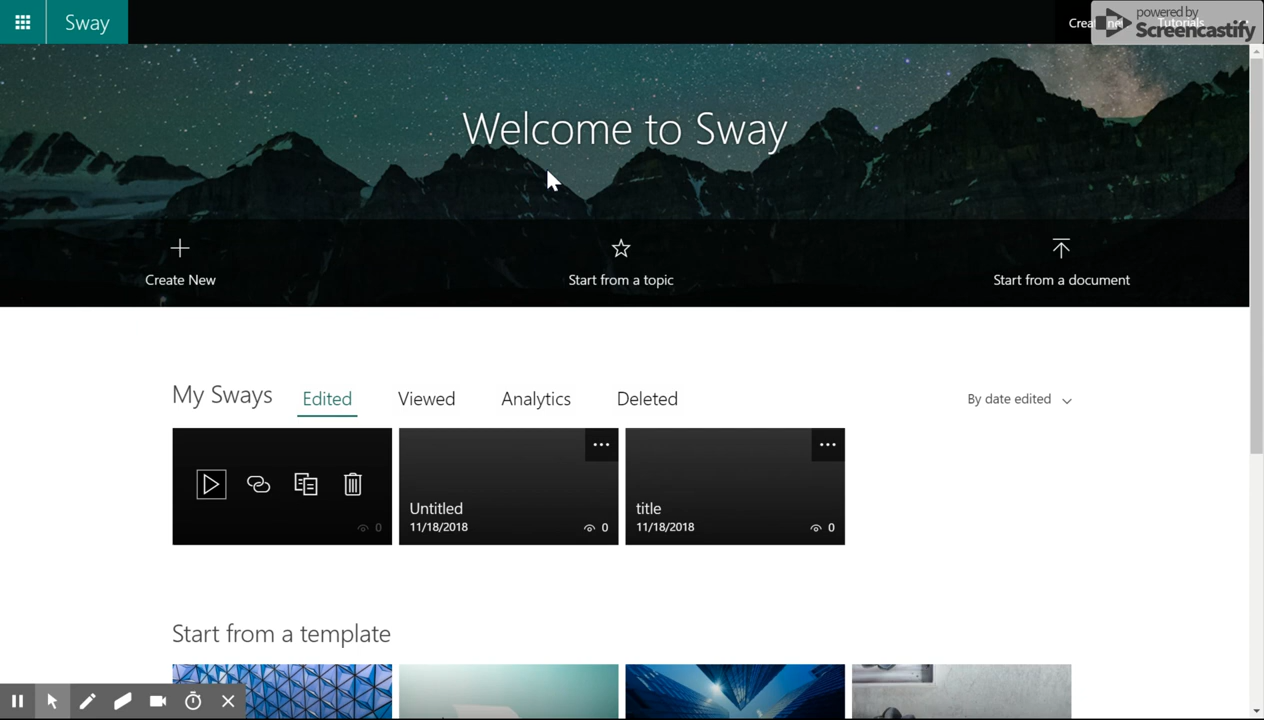 Sway
powered by
Screencastify
Tutorials
Welcome to Sway
Create New
Start from a topic
Start from a document
My Sways
Edited
Viewed
Analytics
Deleted
By date edited
0
Untitled
11/18/2018
0
title
11/18/2018
0
Start from a template